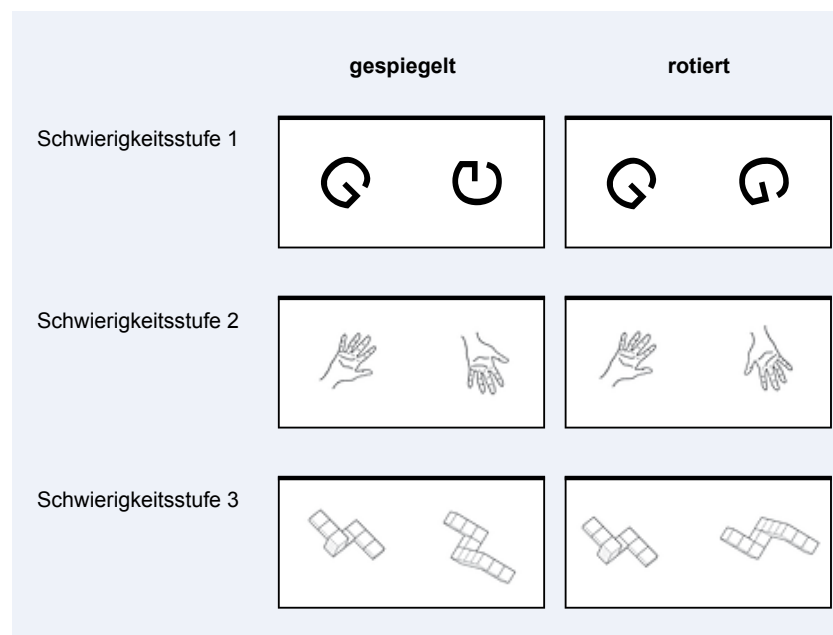 gespiegelt rotiert
Schwierigkeitsstufe 1
G G G G
Schwierigkeitsstufe 2
Schwierigkeitsstufe 3